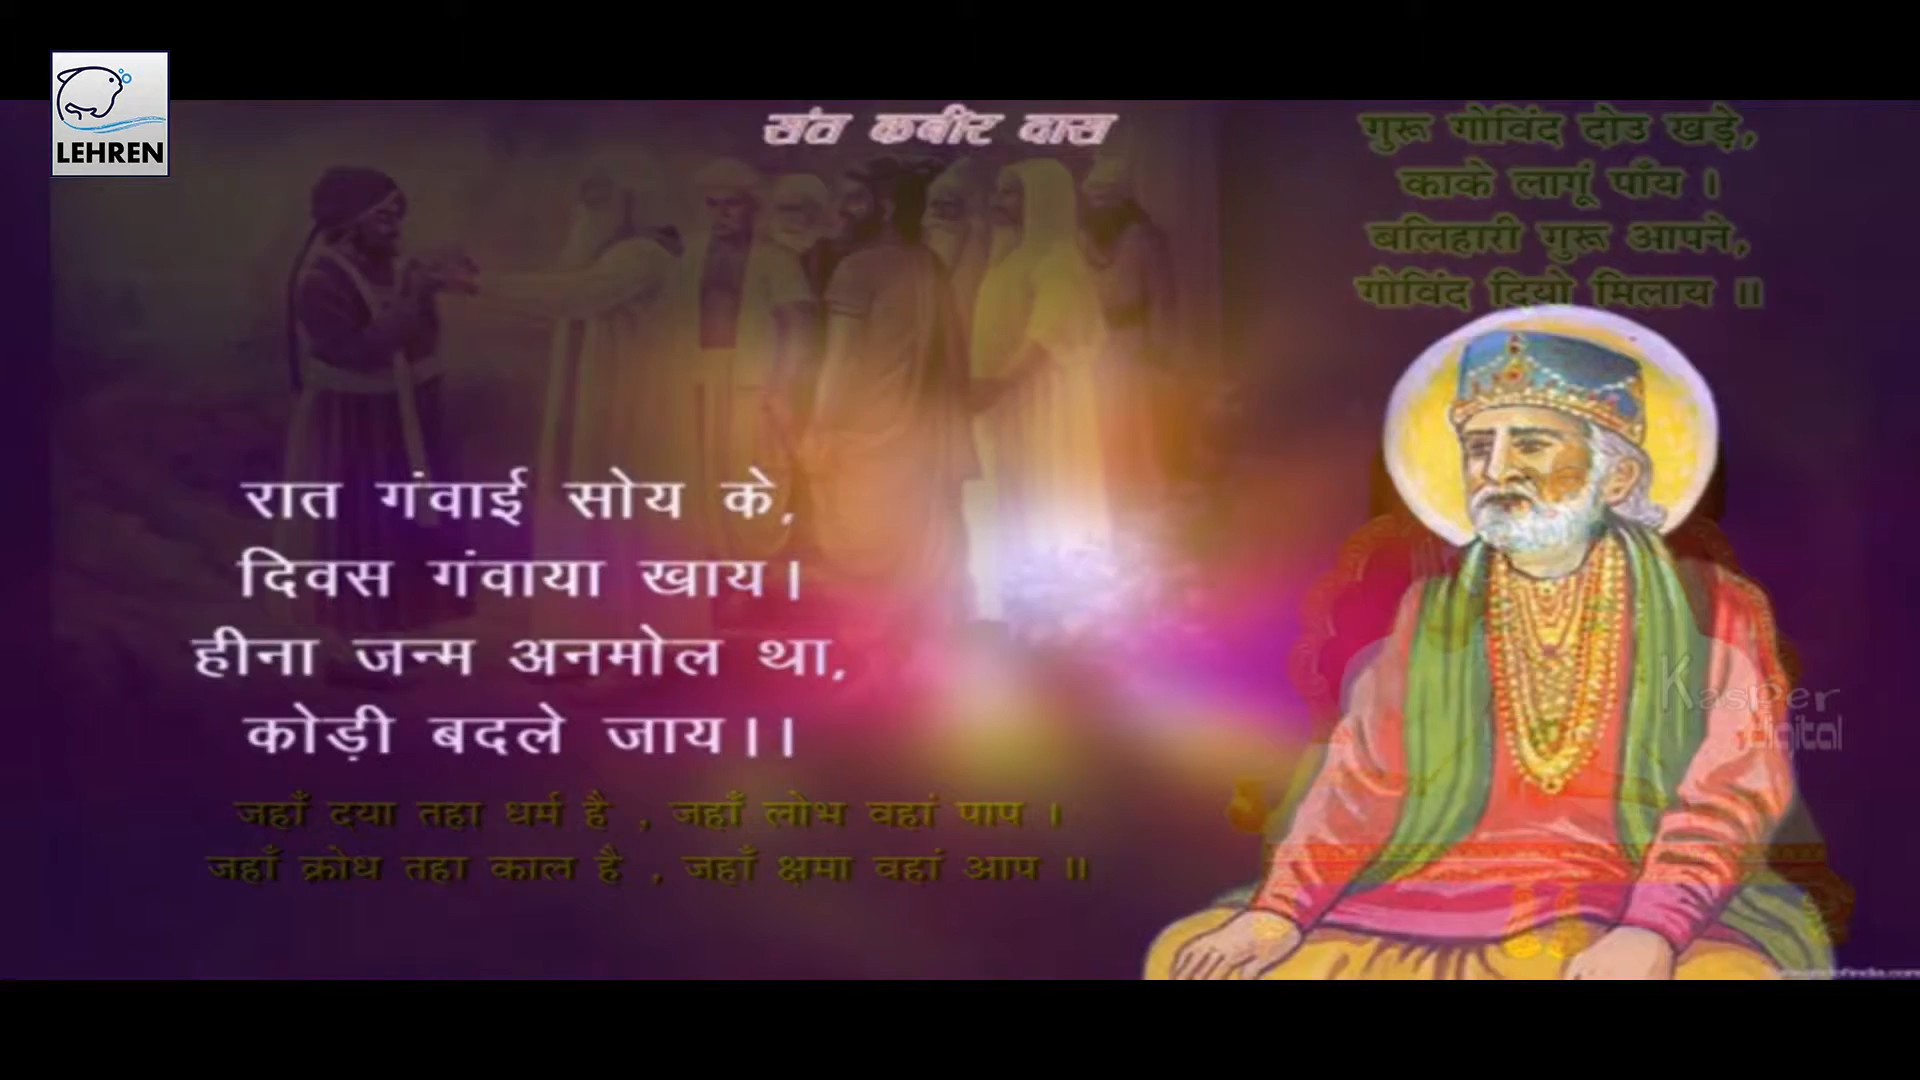 LEHREN
संत कबीर दास
गुरू गोविंद दोउ खड़े,
काके लागूं पाँय ।
बलिहारी गुरू आपने,
गोविंद दियो मिलाय ॥
रात गंवाई सोय के,
दिवस गंवाया खाय।
हीना जन्म अनमोल था,
कोड़ी बदले जाय।।
Kasper
digital
जहाँ दया तहा धर्म है , जहाँ लोभ वहां पाप ।
जहाँ क्रोध तहा काल है , जहाँ क्षमा वहां आप ॥